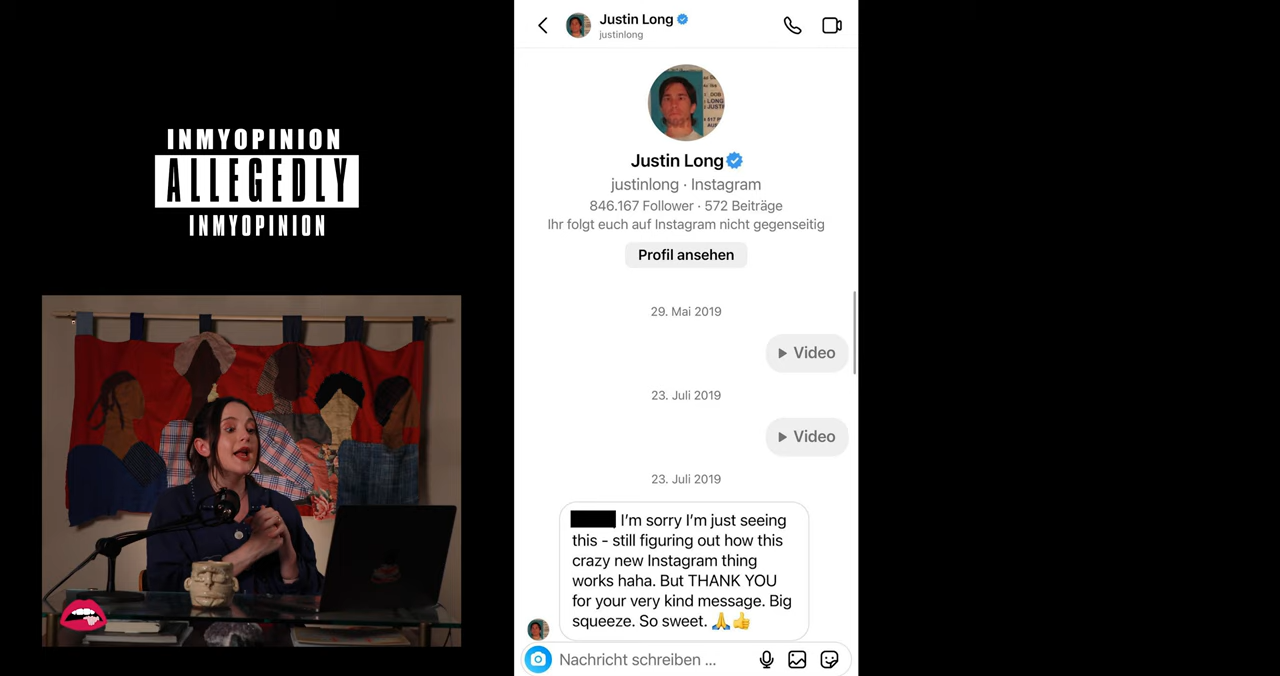 INMYOPINION
ALLEGEDLY
INMYOPINION
Justin Long
justinlong
Justin Long
justinlong · Instagram
846.167 Follower · 572 Beiträge
Ihr folgt euch auf Instagram nicht gegenseitig
Profil ansehen
29. Mai 2019
Video
23. Juli 2019
Video
23. Juli 2019
I'm sorry I'm just seeing
this - still figuring out how this
crazy new Instagram thing
works haha. But THANK YOU
for your very kind message. Big
squeeze. So sweet. 🙏👍
Nachricht schreiben ...